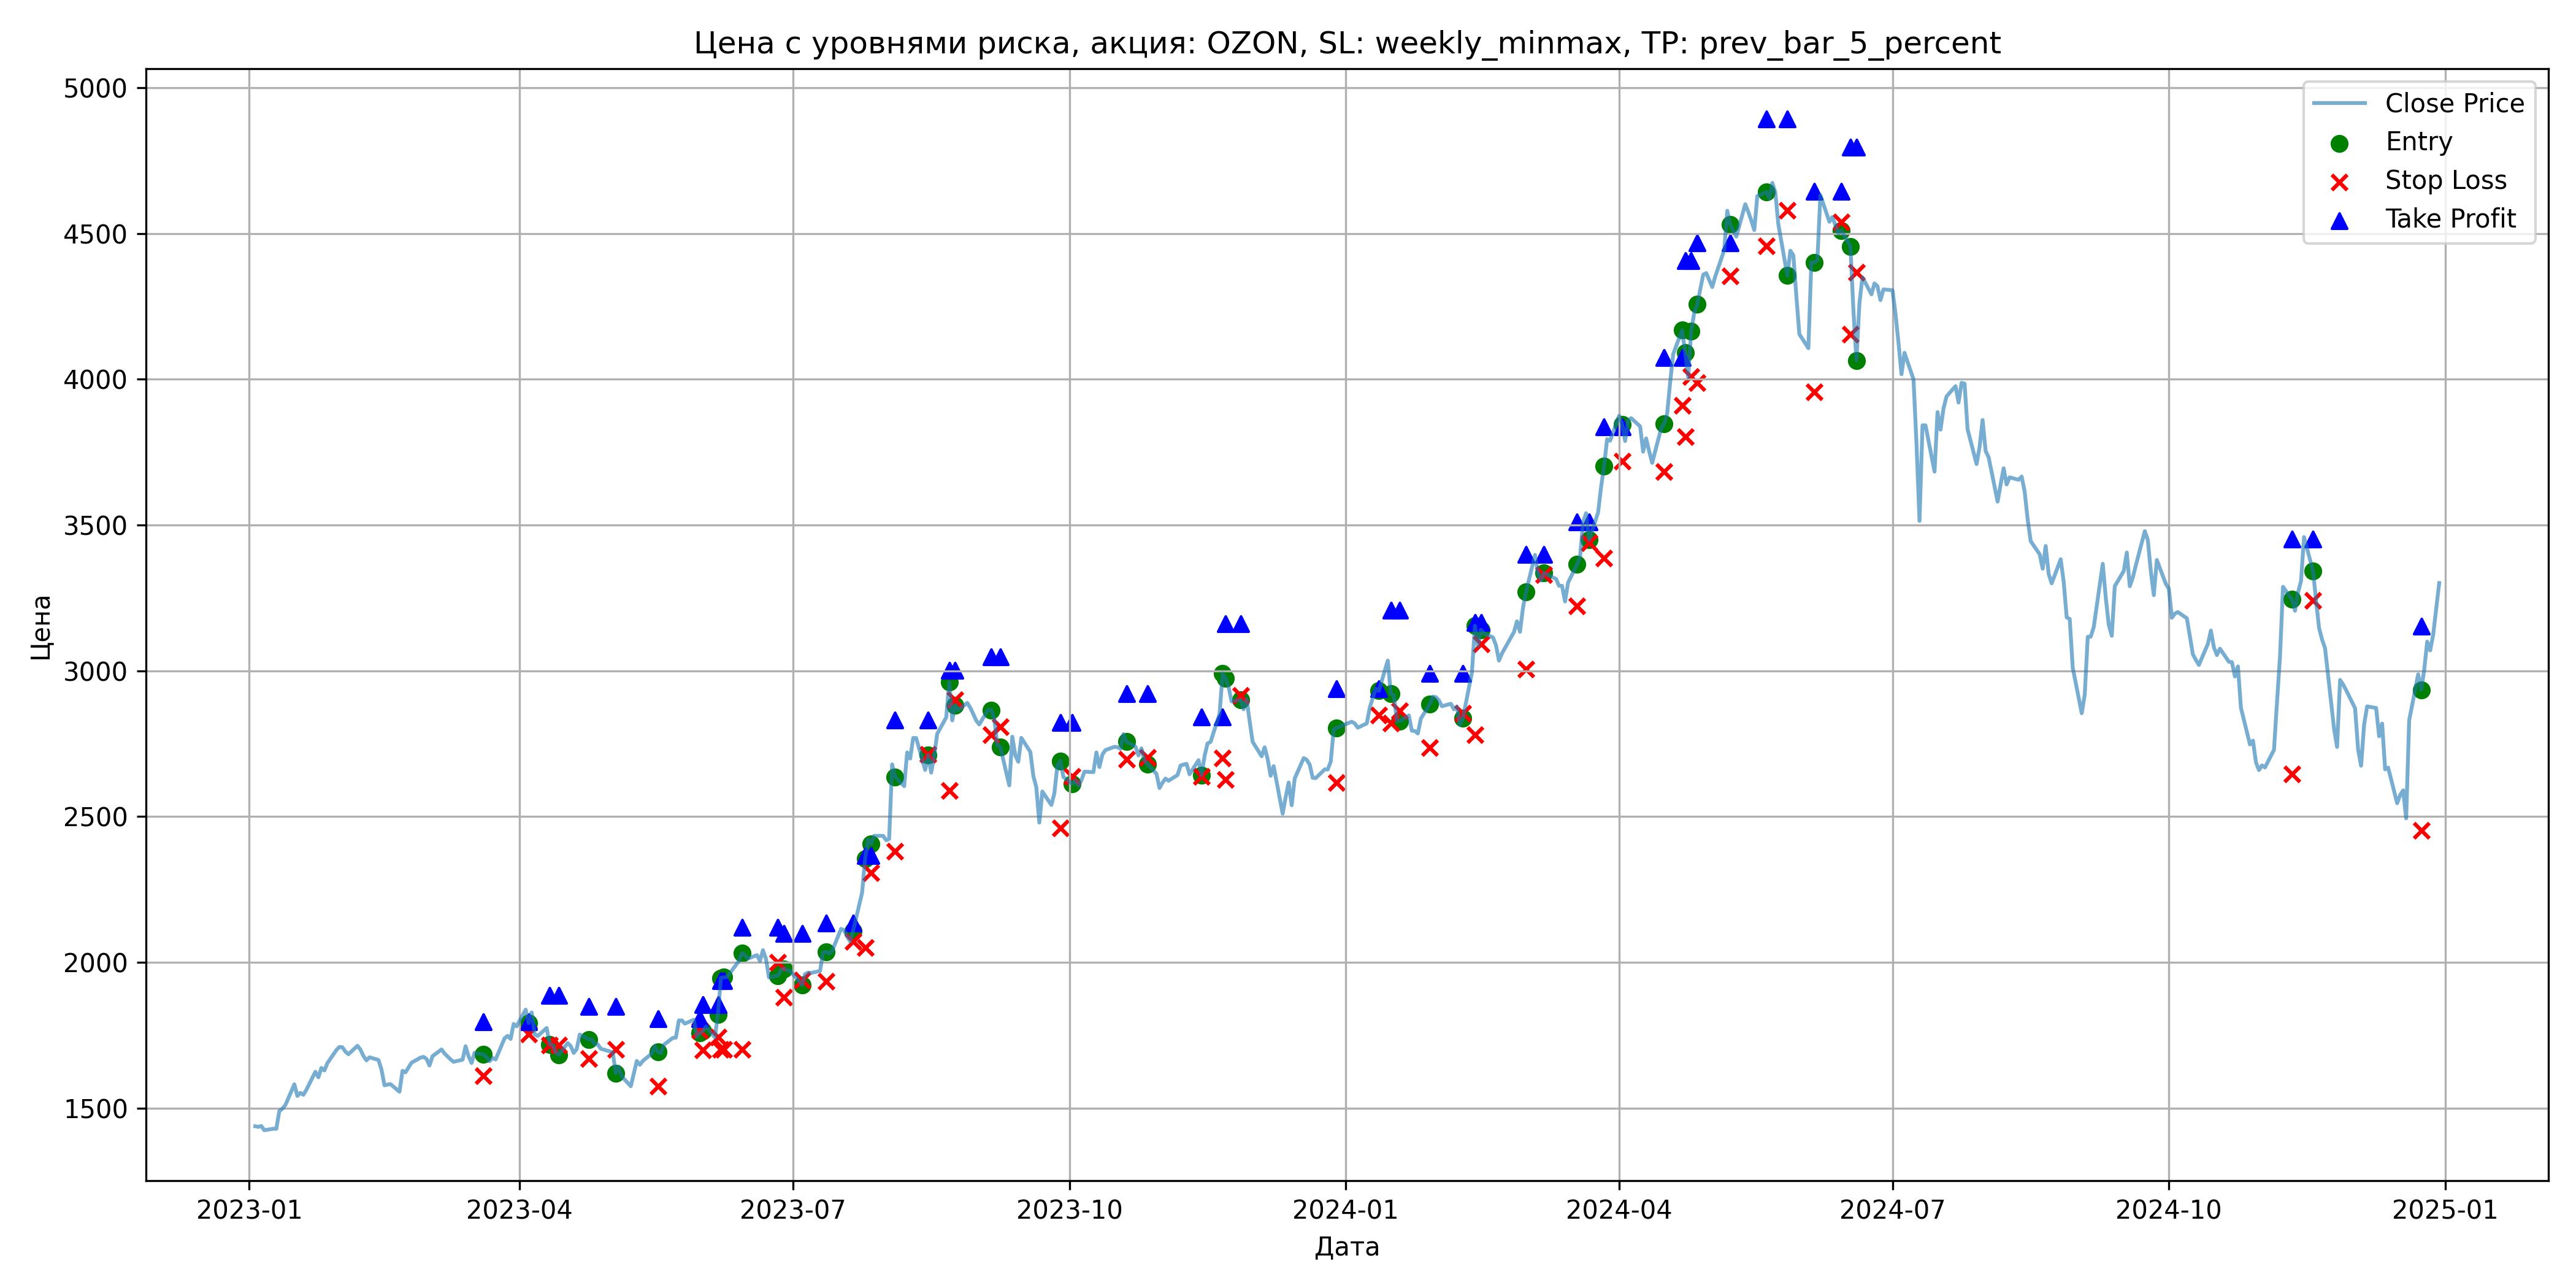 Цена с уровнями риска, акция: OZON, SL: weekly_minmax, TP: prev_bar_5_percent
Close Price
Entry
Stop Loss
Take Profit
Цена
5000
4500
4000
3500
3000
2500
2000
1500
2023-01
2023-04
2023-07
2023-10
2024-01
2024-04
2024-07
2024-10
2025-01
Дата